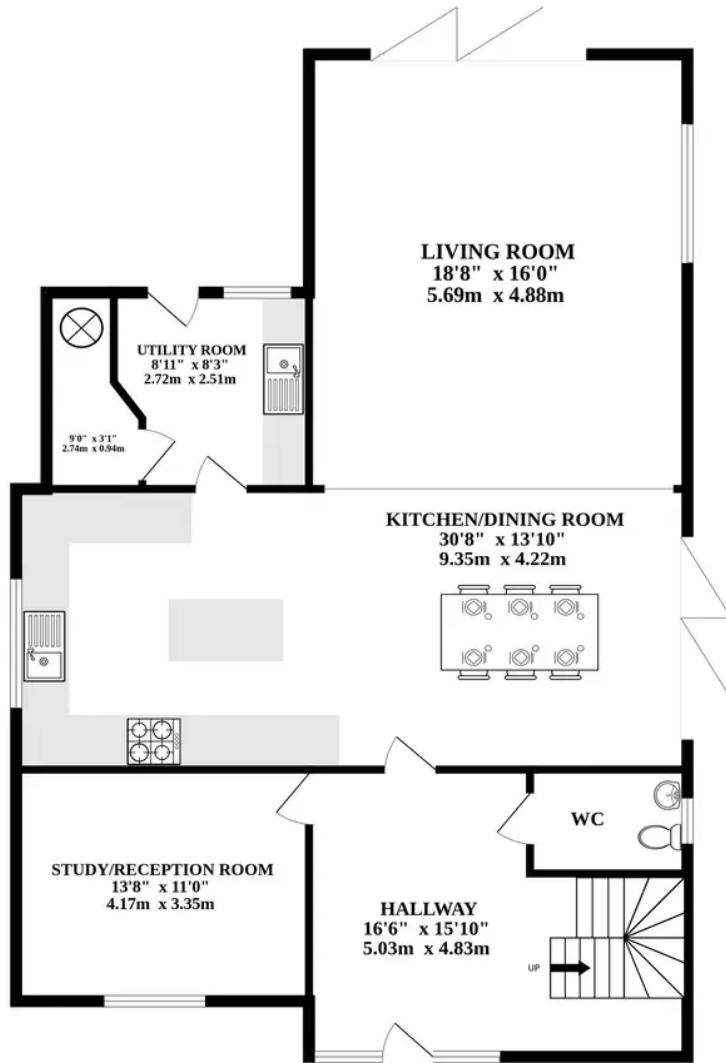 LIVING ROOM
18'8" x 16'0"
5.69m x 4.88m
UTILITY ROOM
8'11" x 8'3"
2.72m x 2.51m
9'0" x 3'1"
2.74m x 0.94m
KITCHEN/DINING ROOM
30'8" x 13'10"
9.35m x 4.22m
WC
STUDY/RECEPTION ROOM
13'8" x 11'0"
4.17m x 3.35m
HALLWAY
16'6" x 15'10"
5.03m x 4.83m
UP